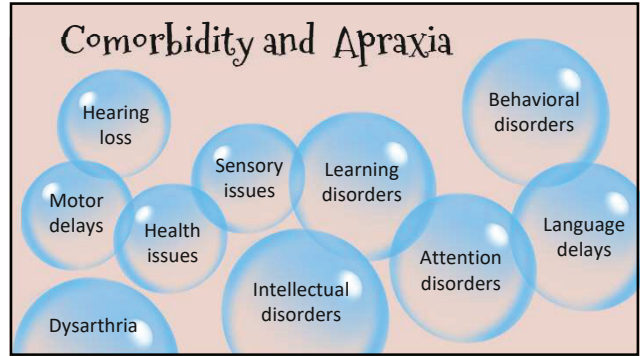 Comorbidity and Apraxia
Hearing
loss
Behavioral
disorders
Sensory
issues
Learning
disorders
Motor
delays
Health
issues
Language
delays
Attention
disorders
Intellectual
disorders
Dysarthria